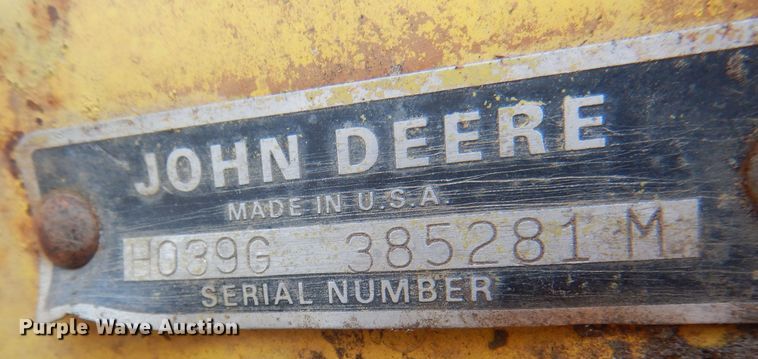 JOHN DEERE
MADE IN U.S.A.
H039G 385281 M
SERIAL NUMBER
Purple Wave Auction